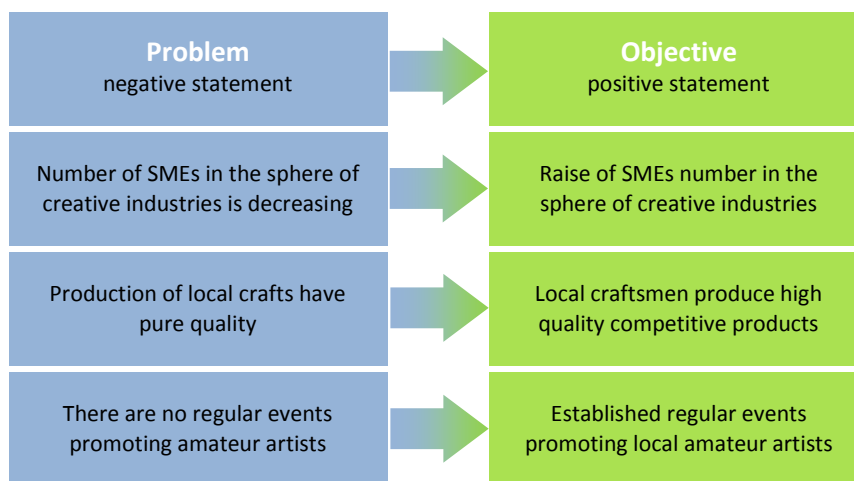 Problem
negative statement
Objective
positive statement
Number of SMEs in the sphere of
creative industries is decreasing
Raise of SMEs number in the
sphere of creative industries
Production of local crafts have
pure quality
Local craftsmen produce high
quality competitive products
There are no regular events
promoting amateur artists
Established regular events
promoting local amateur artists